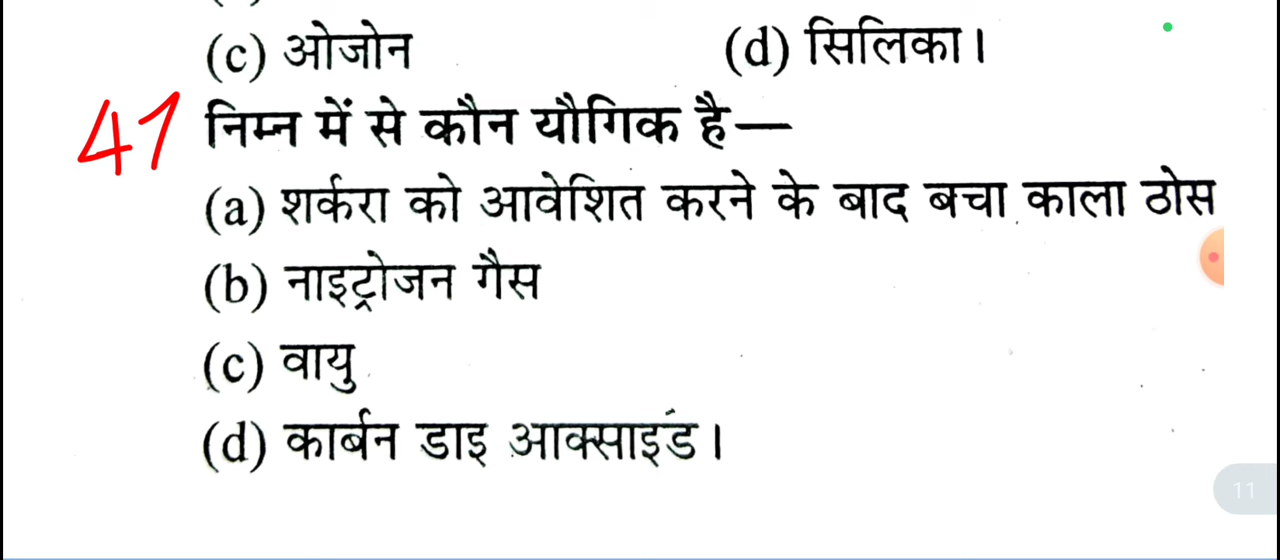 (c) ओजोन (d) सिलिका।
41 निम्न में से कौन यौगिक है—
(a) शर्करा को आवेशित करने के बाद बचा काला ठोस
(b) नाइट्रोजन गैस
(c) वायु
(d) कार्बन डाइ आक्साइड।
11